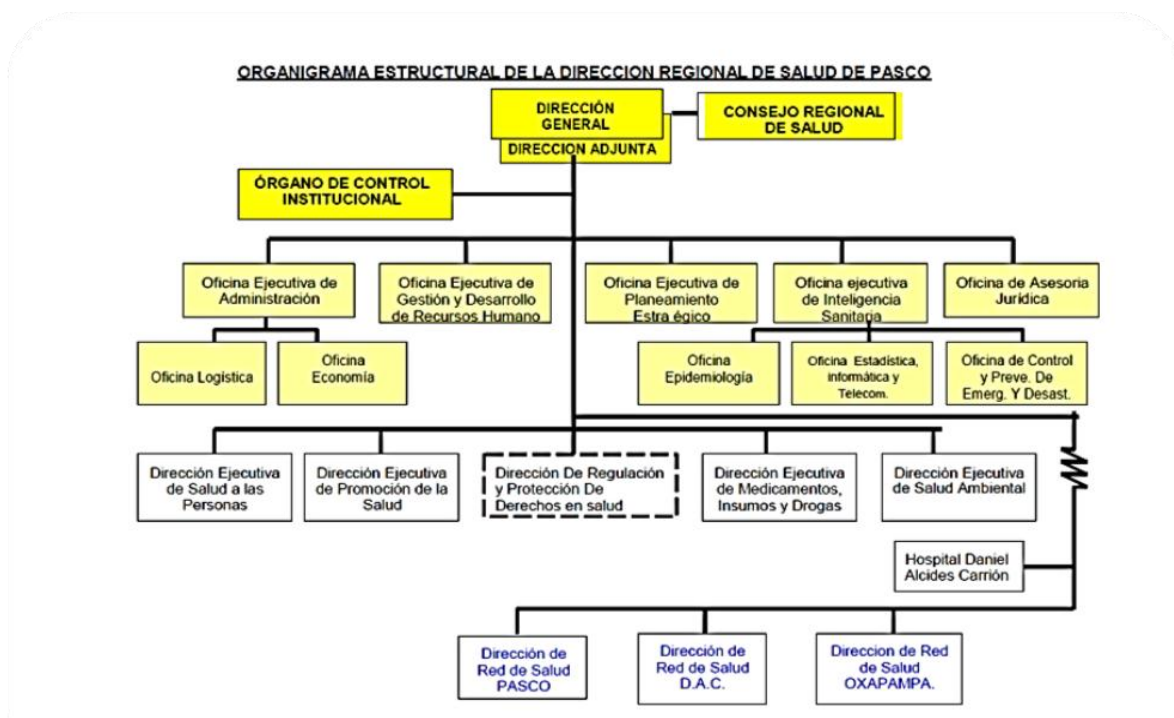 ORGANIGRAMA ESTRUCTURAL DE LA DIRECCION REGIONAL DE SALUD DE PASCO
DIRECCIÓN
GENERAL
DIRECCION ADJUNTA
CONSEJO REGIONAL
DE SALUD
ÓRGANO DE CONTROL
INSTITUCIONAL
Oficina Ejecutiva de
Administración
Oficina Ejecutiva de
Gestión y Desarrollo
de Recursos Humano
Oficina Ejecutiva de
Planeamiento
Estra égico
Oficina ejecutiva
de Inteligencia
Sanitaria
Oficina de Asesoria
Jurídica
Oficina Logística
Oficina
Economía
Oficina
Epidemiología
Oficina Estadística,
informática y
Telecom.
Oficina de Control
y Preve. De
Emerg. Y Desast.
Dirección Ejecutiva
de Salud a las
Personas
Dirección Ejecutiva
de Promoción de la
Salud
Dirección De Regulación
y Protección De
Derechos en salud
Dirección Ejecutiva
de Medicamentos,
Insumos y Drogas
Dirección Ejecutiva
de Salud Ambiental
Hospital Daniel
Alcides Carrión
Dirección de
Red de Salud
PASCO
Dirección de
Red de Salud
D.A.C.
Direccion de Red
de Salud
OXAPAMPA.